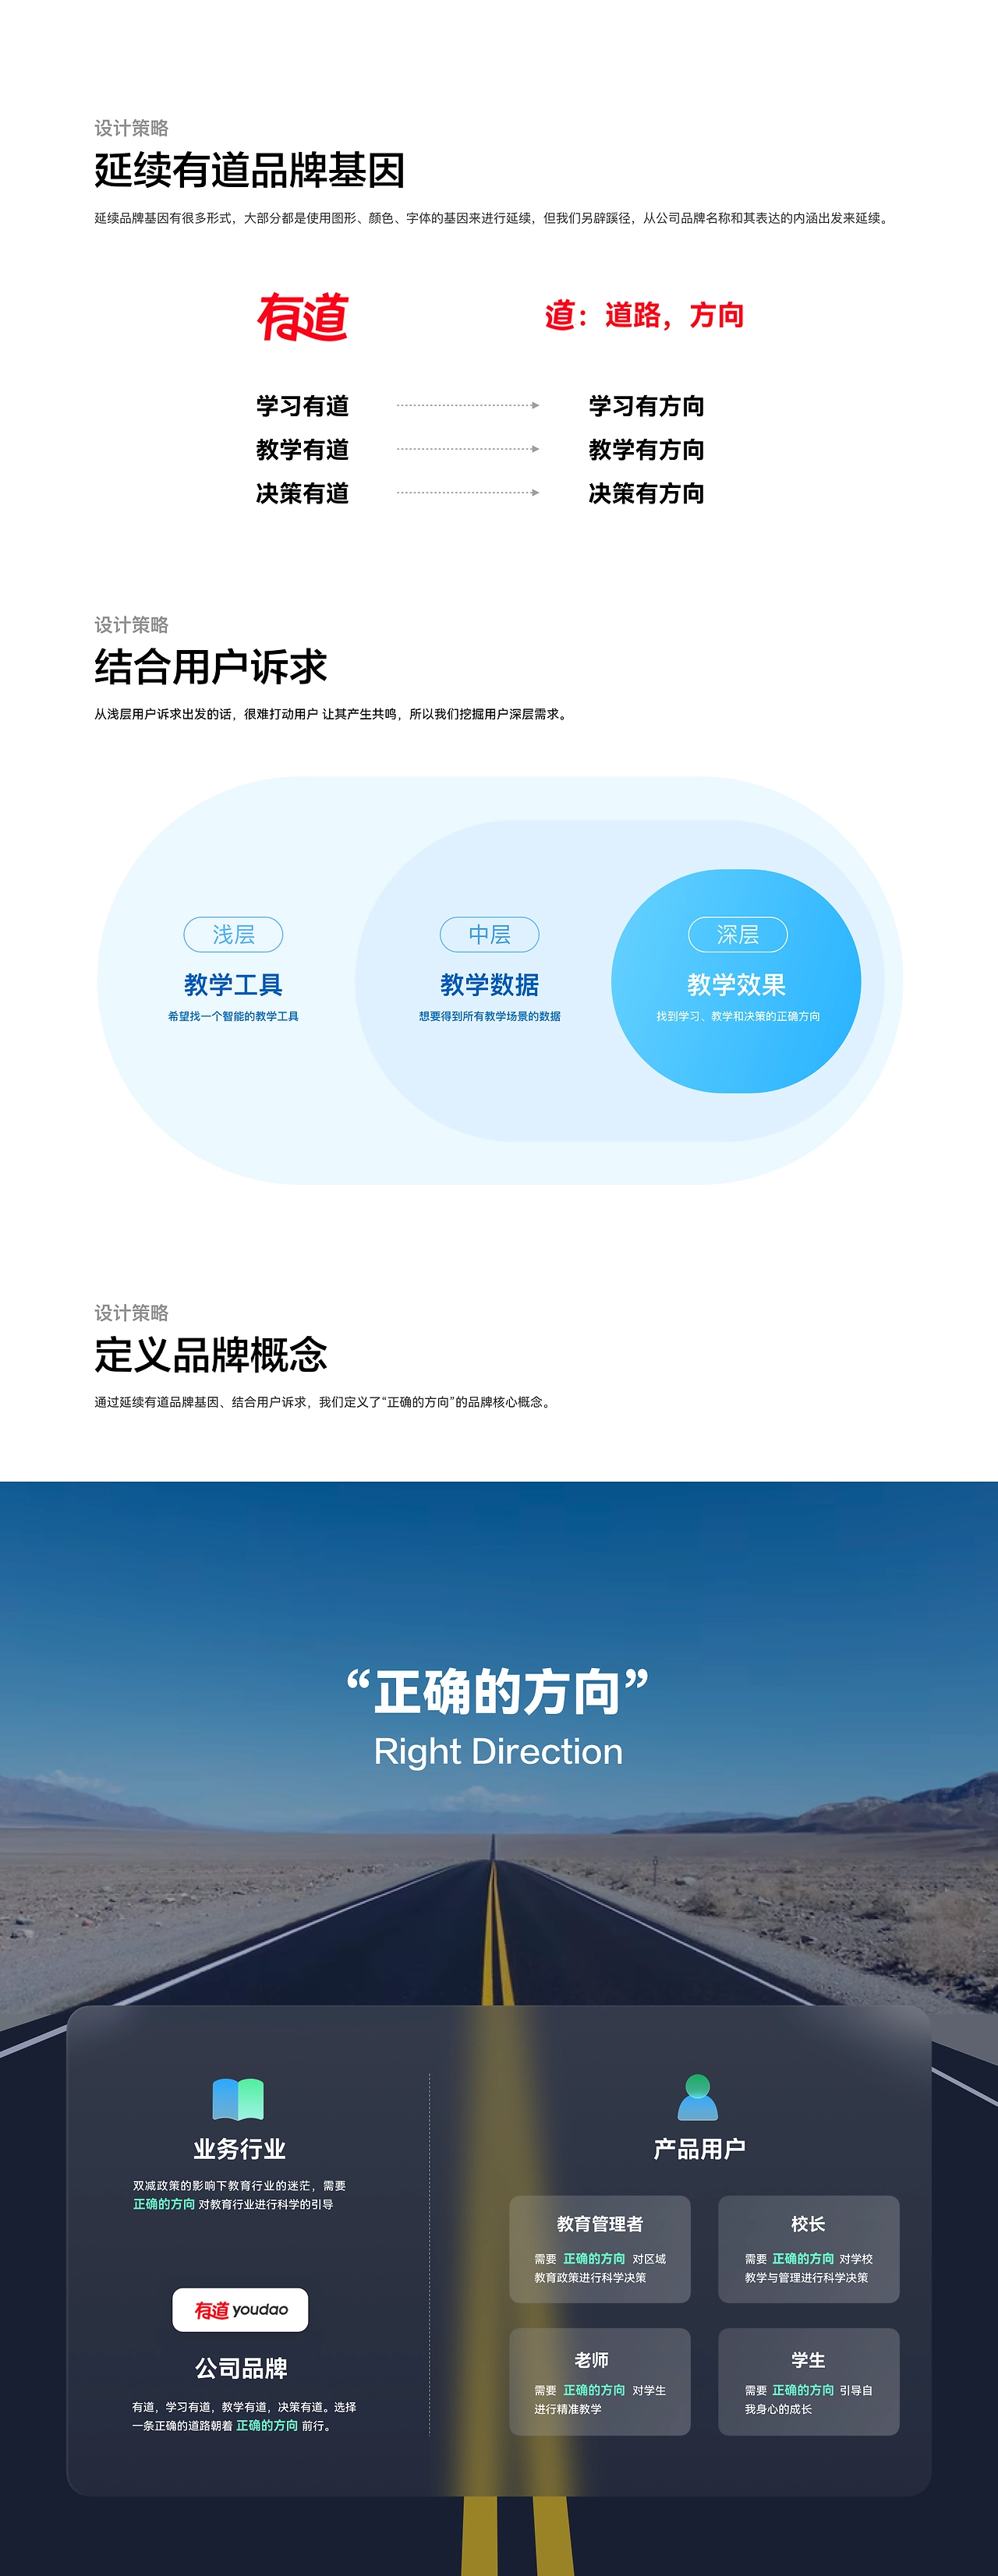 设计策略
延续有道品牌基因
延续品牌基因有很多形式，大部分都是使用图形、颜色、字体的基因来进行延续，但我们另辟蹊径，从公司品牌名称和其表达的内涵出发来延续。
有道
道：道路，方向
学习有道
学习有方向
教学有道
教学有方向
决策有道
决策有方向
设计策略
结合用户诉求
从浅层用户诉求出发的话，很难打动用户 让其产生共鸣，所以我们挖掘用户深层需求。
浅层
教学工具
希望找一个智能的教学工具
中层
教学数据
想要得到所有教学场景的数据
深层
教学效果
找到学习、教学和决策的正确方向
设计策略
定义品牌概念
通过延续有道品牌基因、结合用户诉求，我们定义了“正确的方向”的品牌核心概念。
“正确的方向”
Right Direction
业务行业
双减政策的影响下教育行业的迷茫，需要
正确的方向 对教育行业进行科学的引导
有道 youdao
公司品牌
有道，学习有道，教学有道，决策有道。选择
一条正确的道路朝着 正确的方向 前行。
产品用户
教育管理者
需要 正确的方向 对区域
教育政策进行科学决策
校长
需要 正确的方向 对学校
教学与管理进行科学决策
老师
需要 正确的方向 对学生
进行精准教学
学生
需要 正确的方向 引导自
我身心的成长